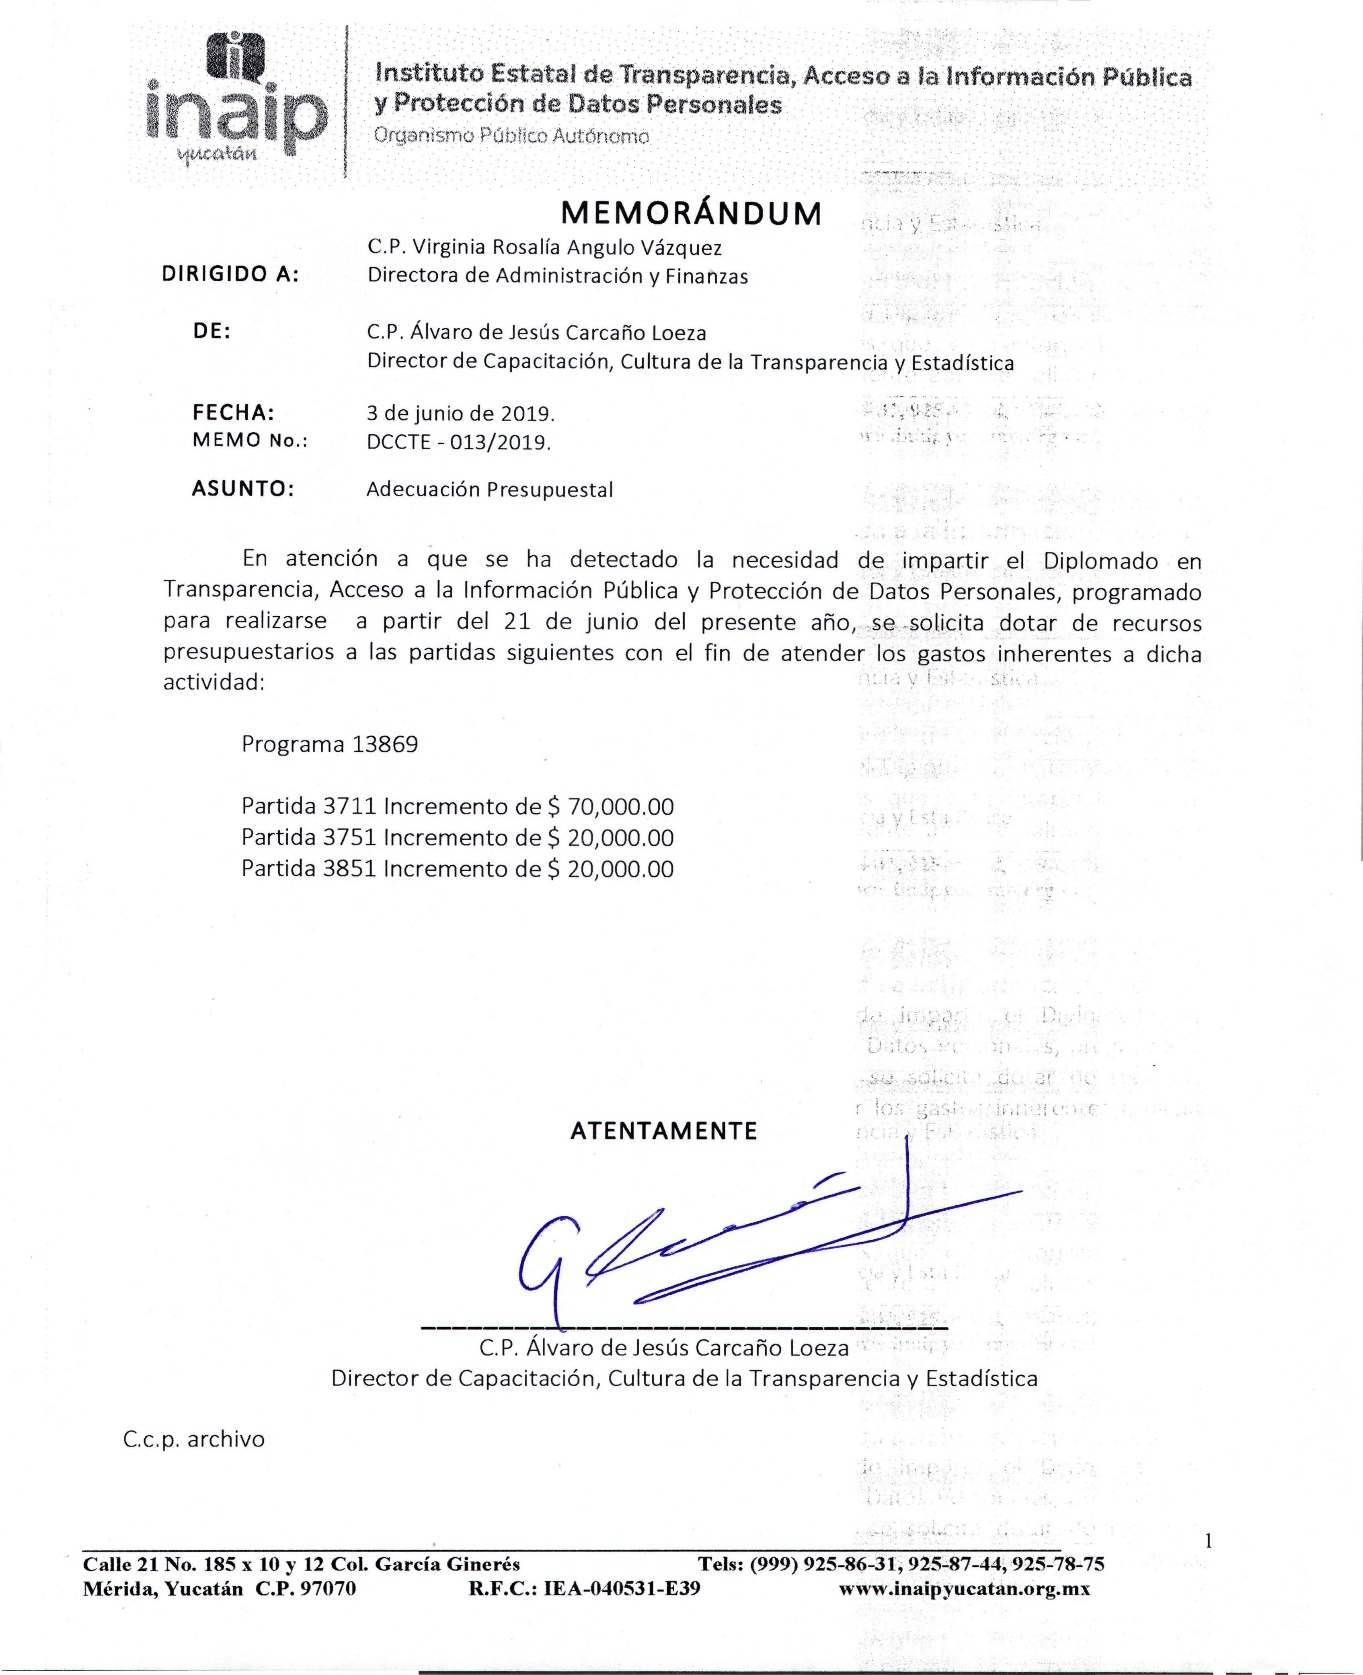 inaip
yucatán
Instituto Estatal de Transparencia, Acceso a la Información Pública
y Protección de Datos Personales
Organismo Público Autónomo
MEMORÁNDUM
C.P. Virginia Rosalía Angulo Vázquez
DIRIGIDO A: Directora de Administración y Finanzas
DE: C.P. Álvaro de Jesús Carcaño Loeza
Director de Capacitación, Cultura de la Transparencia y Estadística
FECHA: 3 de junio de 2019.
MEMO No.: DCCTE - 013/2019.
ASUNTO: Adecuación Presupuestal
En atención a que se ha detectado la necesidad de impartir el Diplomado en
Transparencia, Acceso a la Información Pública y Protección de Datos Personales, programado
para realizarse a partir del 21 de junio del presente año, se solicita dotar de recursos
presupuestarios a las partidas siguientes con el fin de atender los gastos inherentes a dicha
actividad:
Programa 13869
Partida 3711 Incremento de $ 70,000.00
Partida 3751 Incremento de $ 20,000.00
Partida 3851 Incremento de $ 20,000.00
ATENTAMENTE
C.P. Álvaro de Jesús Carcaño Loeza
Director de Capacitación, Cultura de la Transparencia y Estadística
C.c.p. archivo
1
Calle 21 No. 185 x 10 y 12 Col. García Ginerés Tels: (999) 925-86-31, 925-87-44, 925-78-75
Mérida, Yucatán C.P. 97070 R.F.C.: IEA-040531-E39 www.inaipyucatan.org.mx